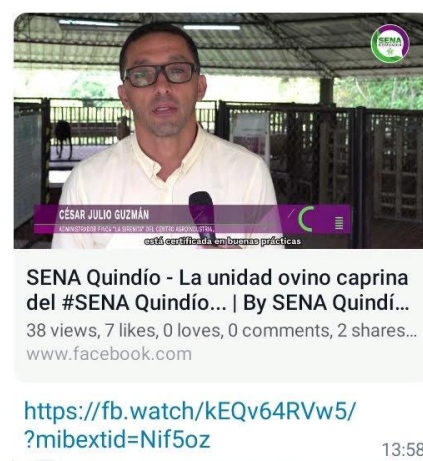 SENA
CÉSAR JULIO GUZMÁN
ADMINISTRADOR FINCA "LA SIRENITA" DEL CENTRO AGROINDUSTRIAL
está certificada en buenas prácticas
SENA Quindío - La unidad ovino caprina
del #SENA Quindío... | By SENA Quindí...
38 views, 7 likes, 0 loves, 0 comments, 2 shares...
www.facebook.com
https://fb.watch/kEQv64RVw5/
?mibextid=Nif5oz
13:58